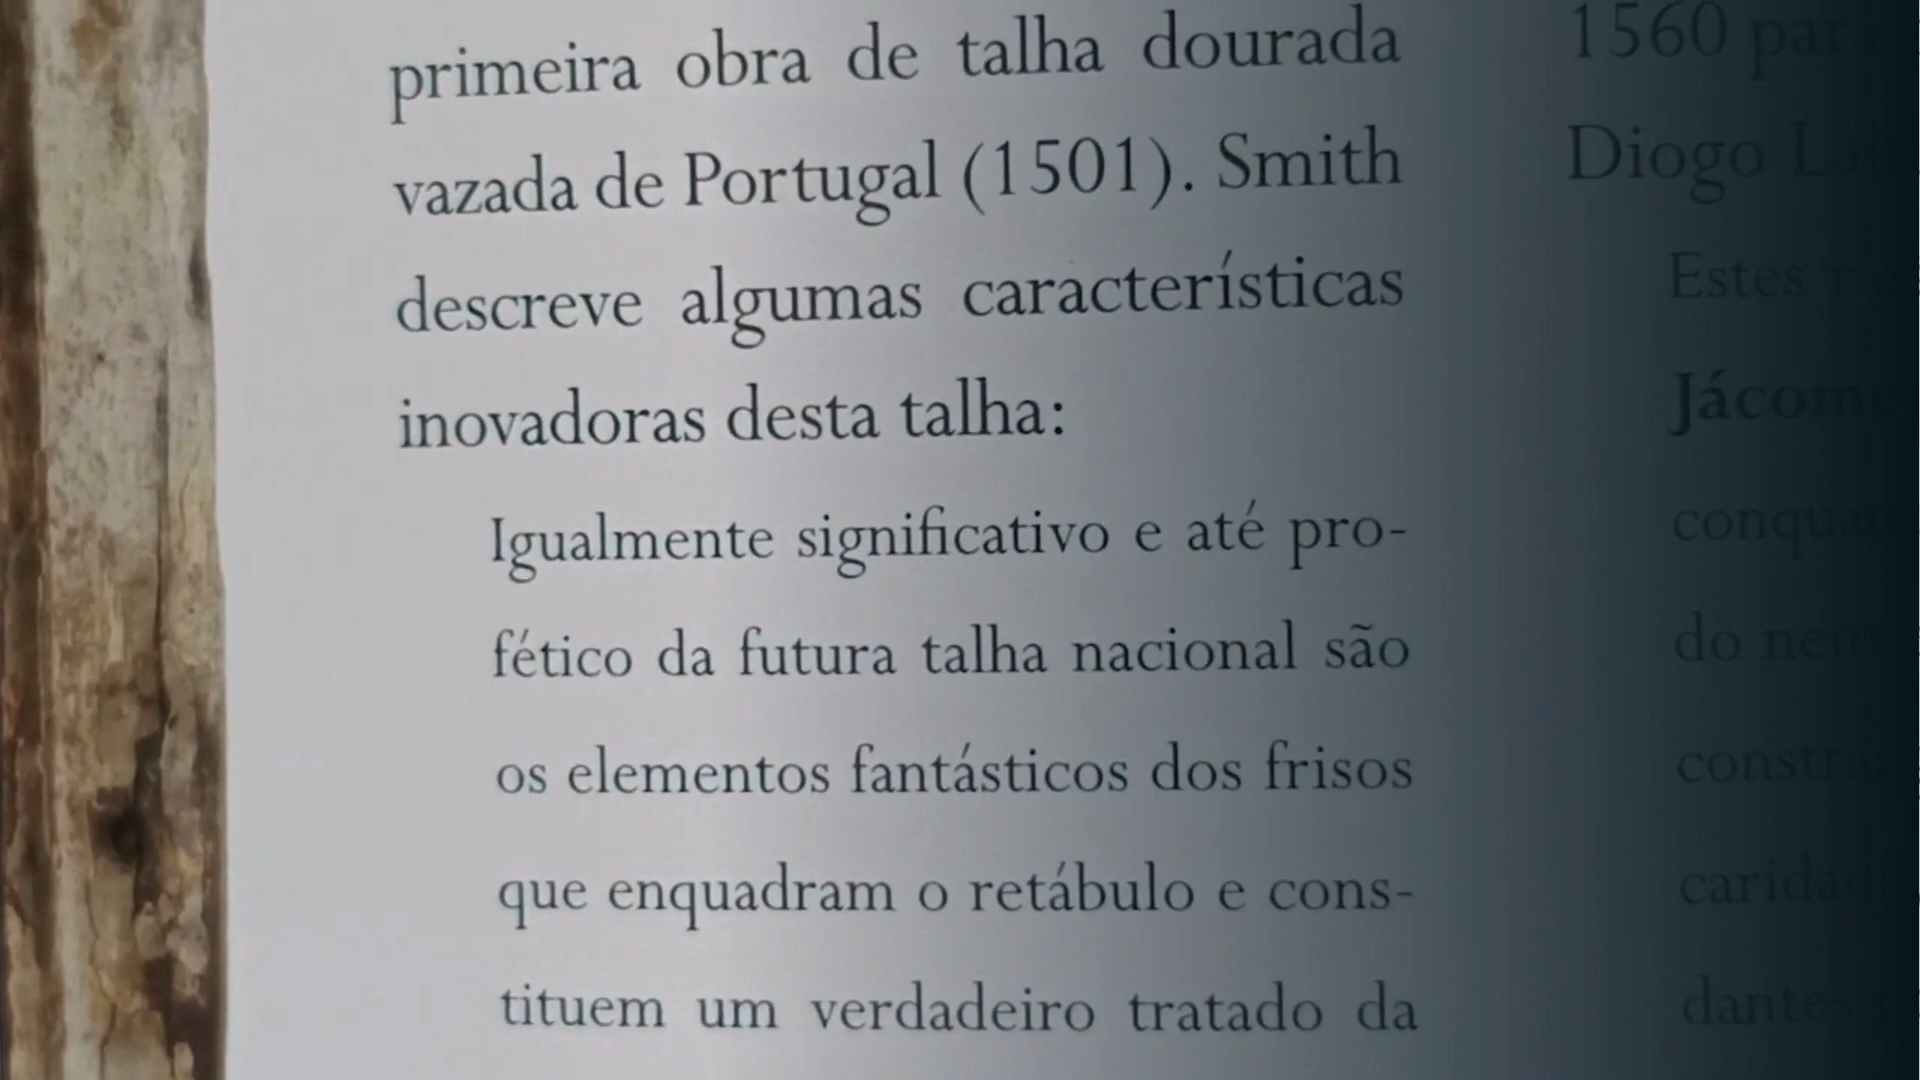 primeira obra de talha dourada
vazada de Portugal (1501). Smith
descreve algumas características
inovadoras desta talha:
Igualmente significativo e até pro-
fético da futura talha nacional são
os elementos fantásticos dos frisos
que enquadram o retábulo e cons-
tituem um verdadeiro tratado da
1560
Diogo
Estes